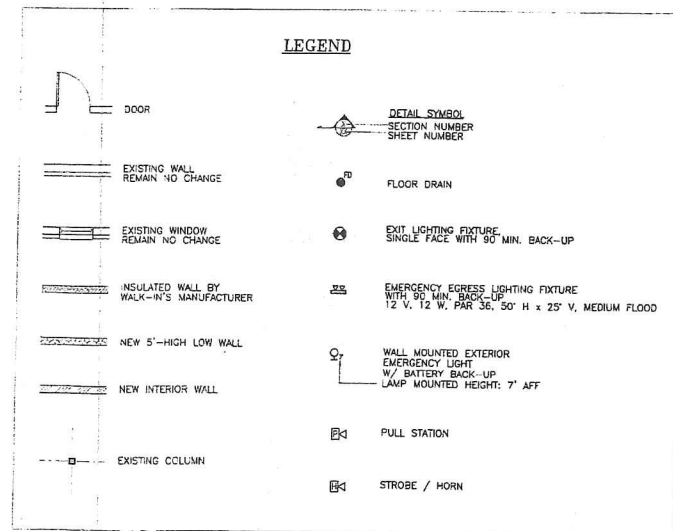 LEGEND
DOOR
EXISTING WALL
REMAIN NO CHANGE
EXISTING WINDOW
REMAIN NO CHANGE
INSULATED WALL BY
WALK-IN'S MANUFACTURER
NEW 5'-HIGH LOW WALL
NEW INTERIOR WALL
EXISTING COLUMN
DETAIL SYMBOL
SECTION NUMBER
SHEET NUMBER
FD
FLOOR DRAIN
EXIT LIGHTING FIXTURE,
SINGLE FACE WITH 90 MIN. BACK-UP
EMERGENCY EGRESS LIGHTING FIXTURE
WITH 90 MIN. BACK-UP
12 V, 12 W, PAR 36, 50° H x 25° V, MEDIUM FLOOD
WALL MOUNTED EXTERIOR
EMERGENCY LIGHT
W/ BATTERY BACK-UP
LAMP MOUNTED HEIGHT: 7' AFF
P
PULL STATION
H
STROBE / HORN